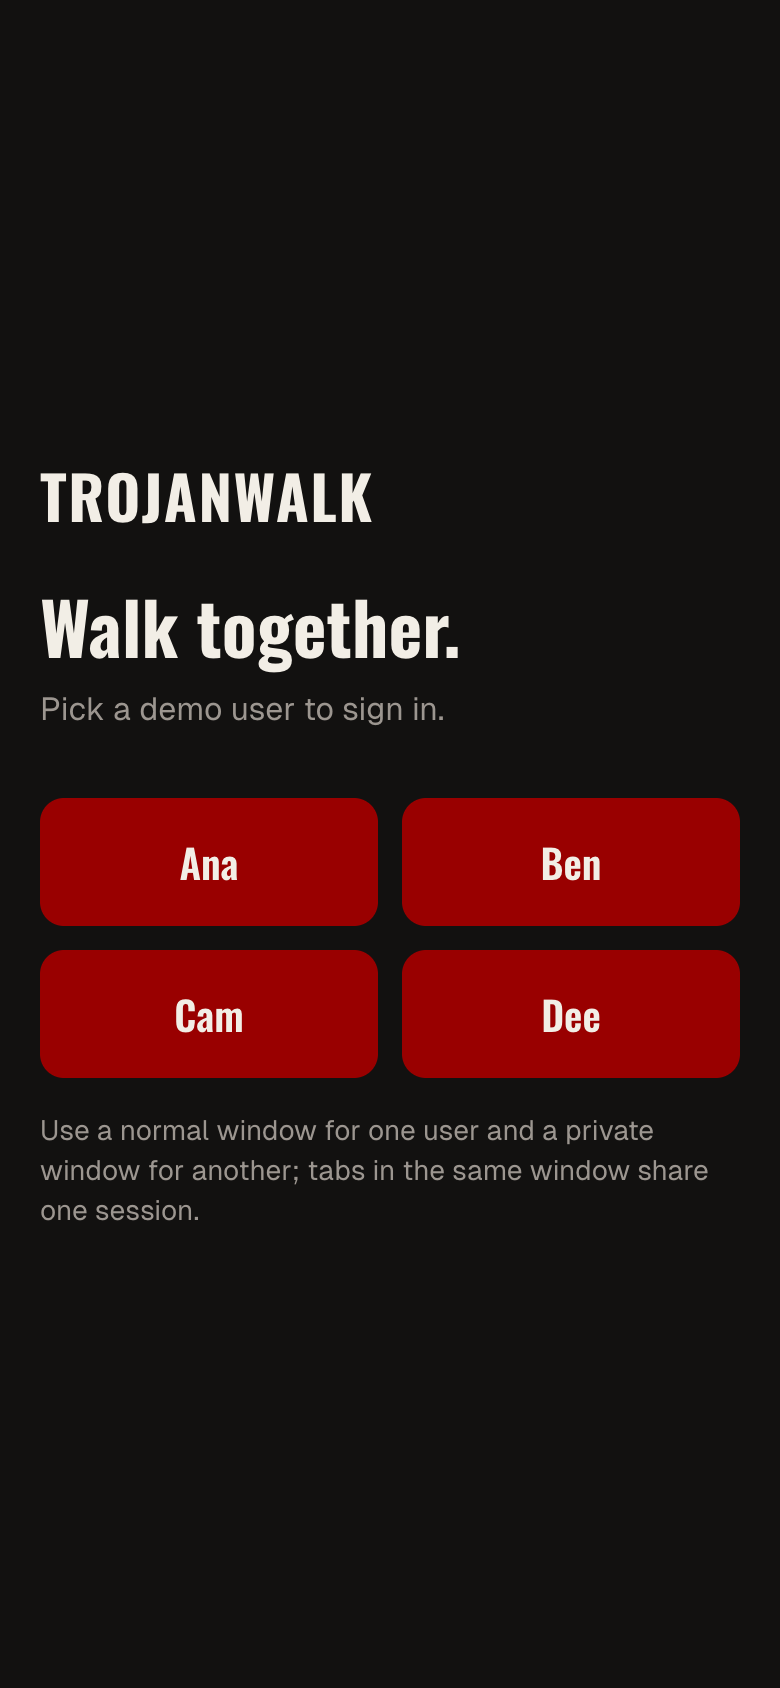 TROJANWALK
Walk together.
Pick a demo user to sign in.
Ana
Ben
Cam
Dee
Use a normal window for one user and a private
window for another; tabs in the same window share
one session.